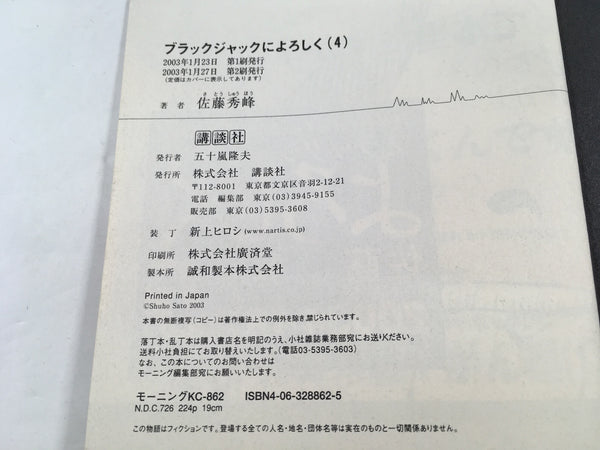 ブラックジャックによろしく(4)
2003年1月23日 第1刷発行
2003年1月27日 第2刷発行
(定価はカバーに表示してあります)
さとうしゅうほう
著者 佐藤秀峰
講談社
発行者 五十嵐隆夫
発行所 株式会社 講談社
〒112-8001 東京都文京区音羽2-12-21
電話 編集部 東京(03)3945-9155
販売部 東京(03)5395-3608
装丁 新上ヒロシ(www.nartis.co.jp)
印刷所 株式会社廣済堂
製本所 誠和製本株式会社
Printed in Japan
©Shuho Sato 2003
本書の無断複写(コピー)は著作権法上での例外を除き、禁じられています。
落丁本・乱丁本は購入書店名を明記のうえ、小社雑誌業務部宛にお送りください。
送料小社負担にてお取り替えいたします。(電話03-5395-3603)
なお、この本についてのお問い合わせは
モーニング編集部宛にお願いいたします。
モーニングKC-862 ISBN4-06-328862-5
N.D.C.726 224p 19cm
この物語はフィクションです。登場する全ての人名・地名・団体名等は実在のものと一切関係ありません。